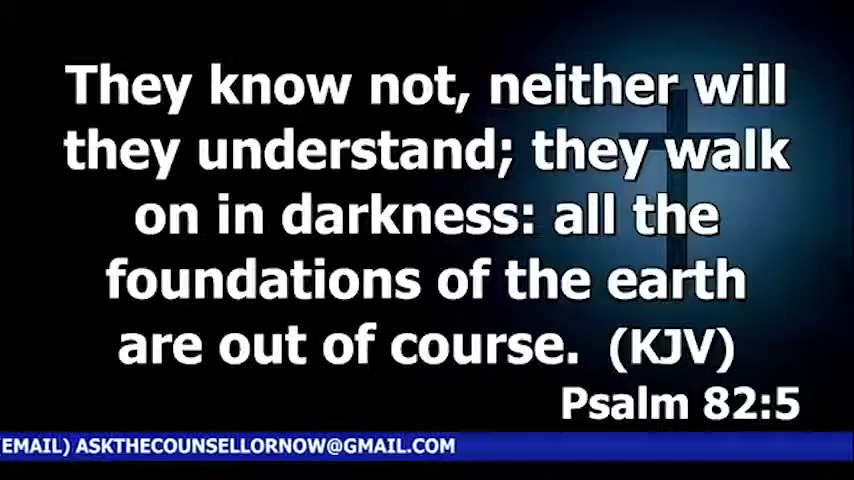 They know not, neither will
they understand; they walk
on in darkness: all the
foundations of the earth
are out of course. (KJV)
Psalm 82:5
(EMAIL) ASKTHECOUNSELLORNOW@GMAIL.COM